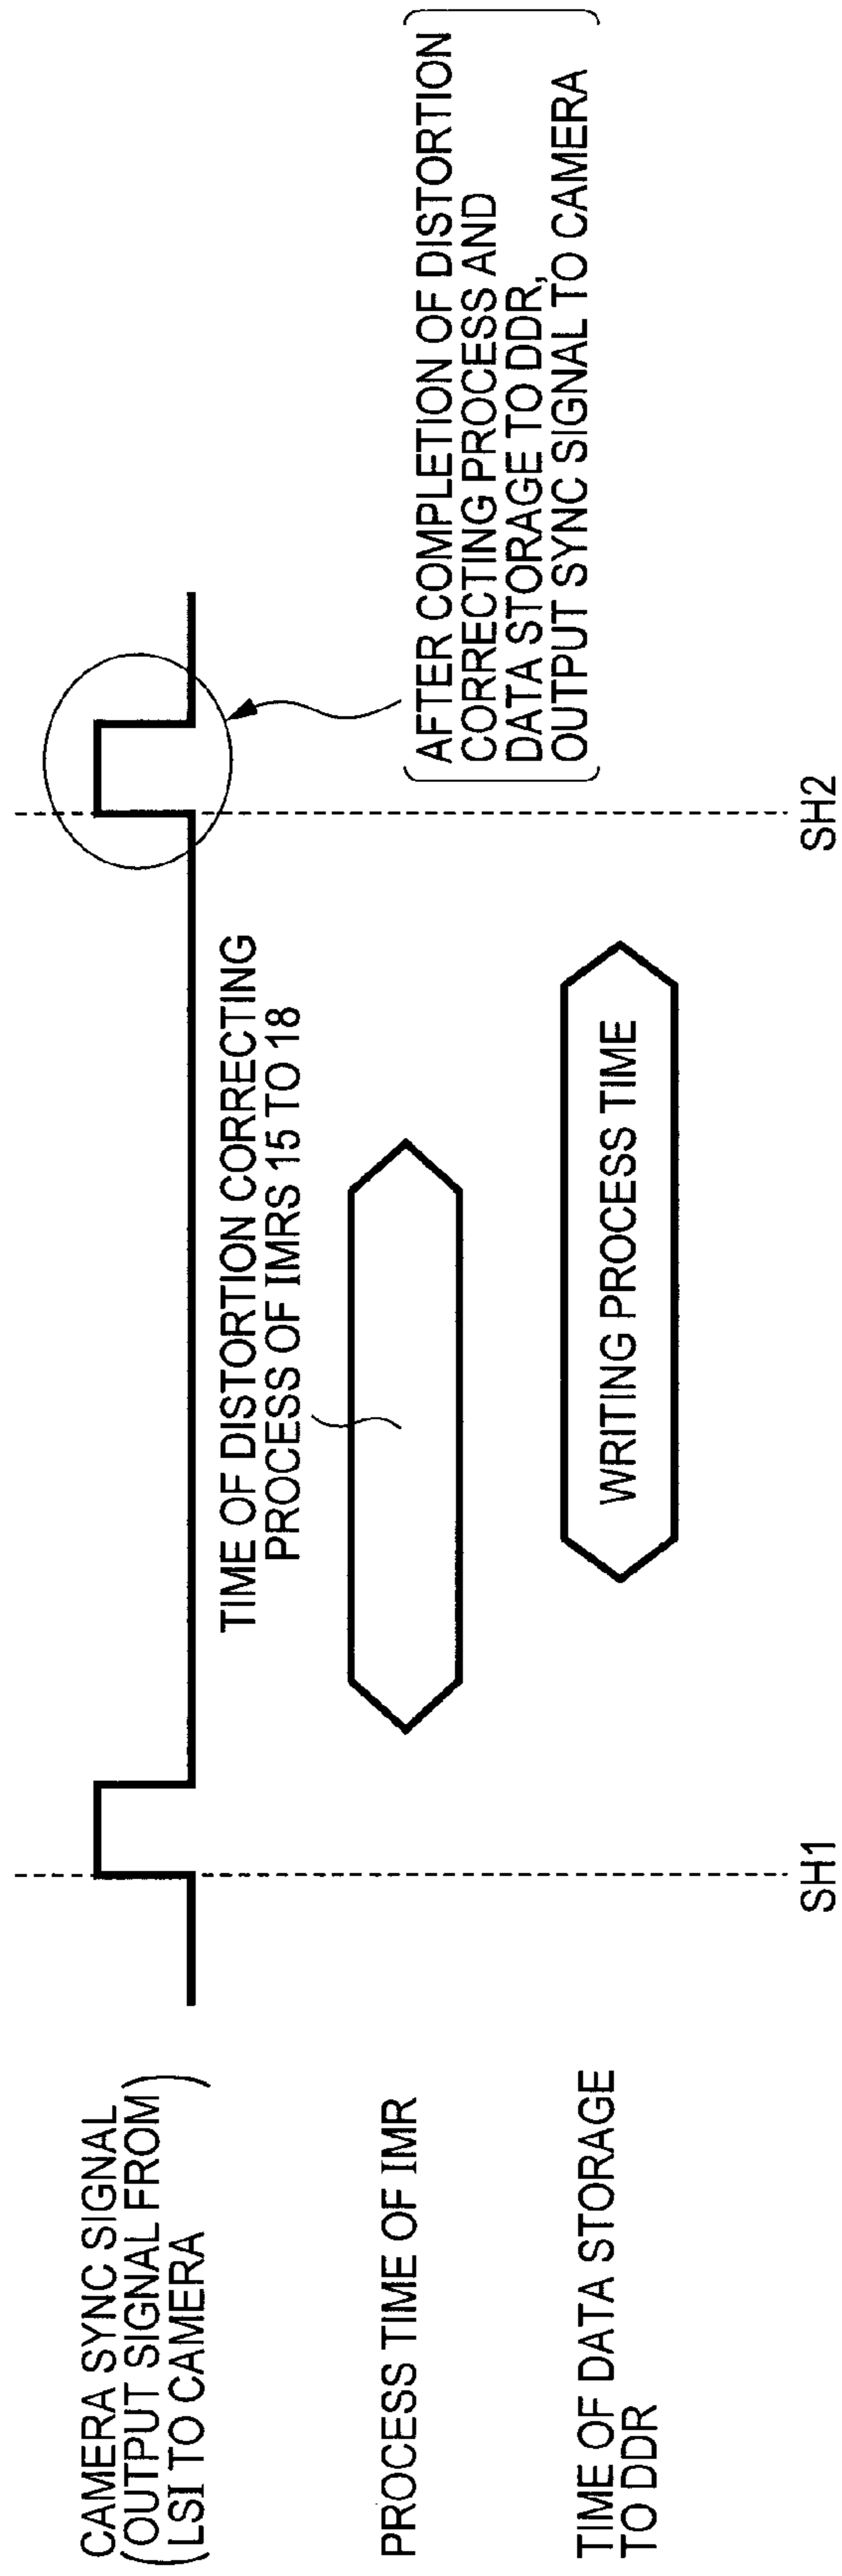 CAMERA SYNC SIGNAL
(OUTPUT SIGNAL FROM
LSI TO CAMERA)
TIME OF DISTORTION CORRECTING
PROCESS OF IMRS 15 TO 18
PROCESS TIME OF IMR
(AFTER COMPLETION OF DISTORTION
CORRECTING PROCESS AND
DATA STORAGE TO DDR,
OUTPUT SYNC SIGNAL TO CAMERA)
TIME OF DATA STORAGE
TO DDR
WRITING PROCESS TIME
SH1
SH2